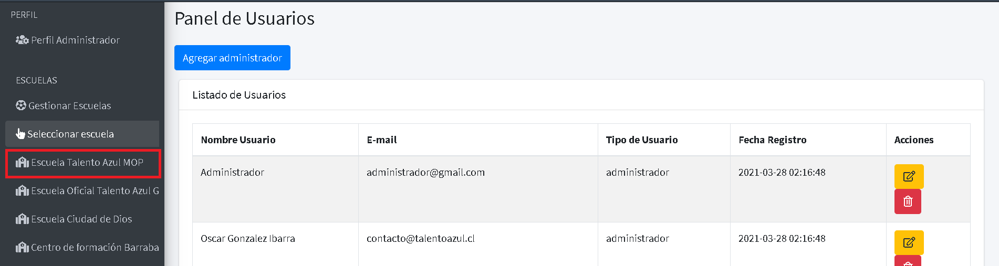 PERFIL
Perfil Administrador
ESCUELAS
Gestionar Escuelas
Seleccionar escuela
Escuela Talento Azul MOP
Escuela Oficial Talento Azul G
Escuela Ciudad de Dios
Centro de formación Barraba
Panel de Usuarios
Agregar administrador
Listado de Usuarios
Nombre Usuario E-mail Tipo de Usuario Fecha Registro Acciones
Administrador administrador@gmail.com administrador 2021-03-28 02:16:48
Oscar Gonzalez Ibarra contacto@talentoazul.cl administrador 2021-03-28 02:16:48